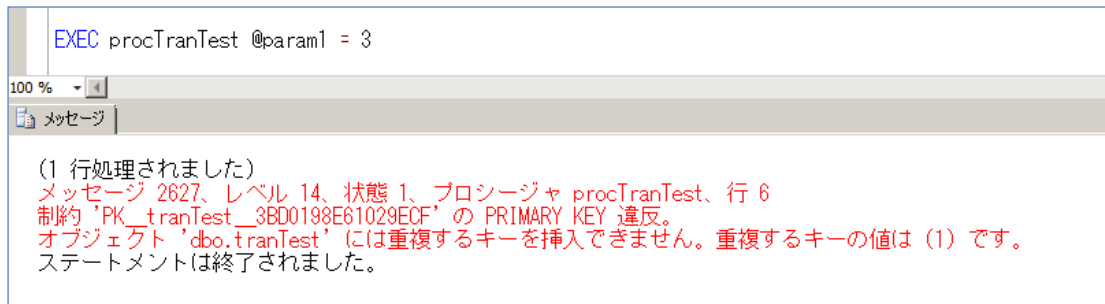 EXEC procTranTest @param1 = 3
100 %
メッセージ
(1 行処理されました)
メッセージ 2627、レベル 14、状態 1、プロシージャ procTranTest、行 6
制約 'PK__tranTest__3BD0198E61029ECF' の PRIMARY KEY 違反。
オブジェクト 'dbo.tranTest' には重複するキーを挿入できません。重複するキーの値は (1) です。
ステートメントは終了されました。